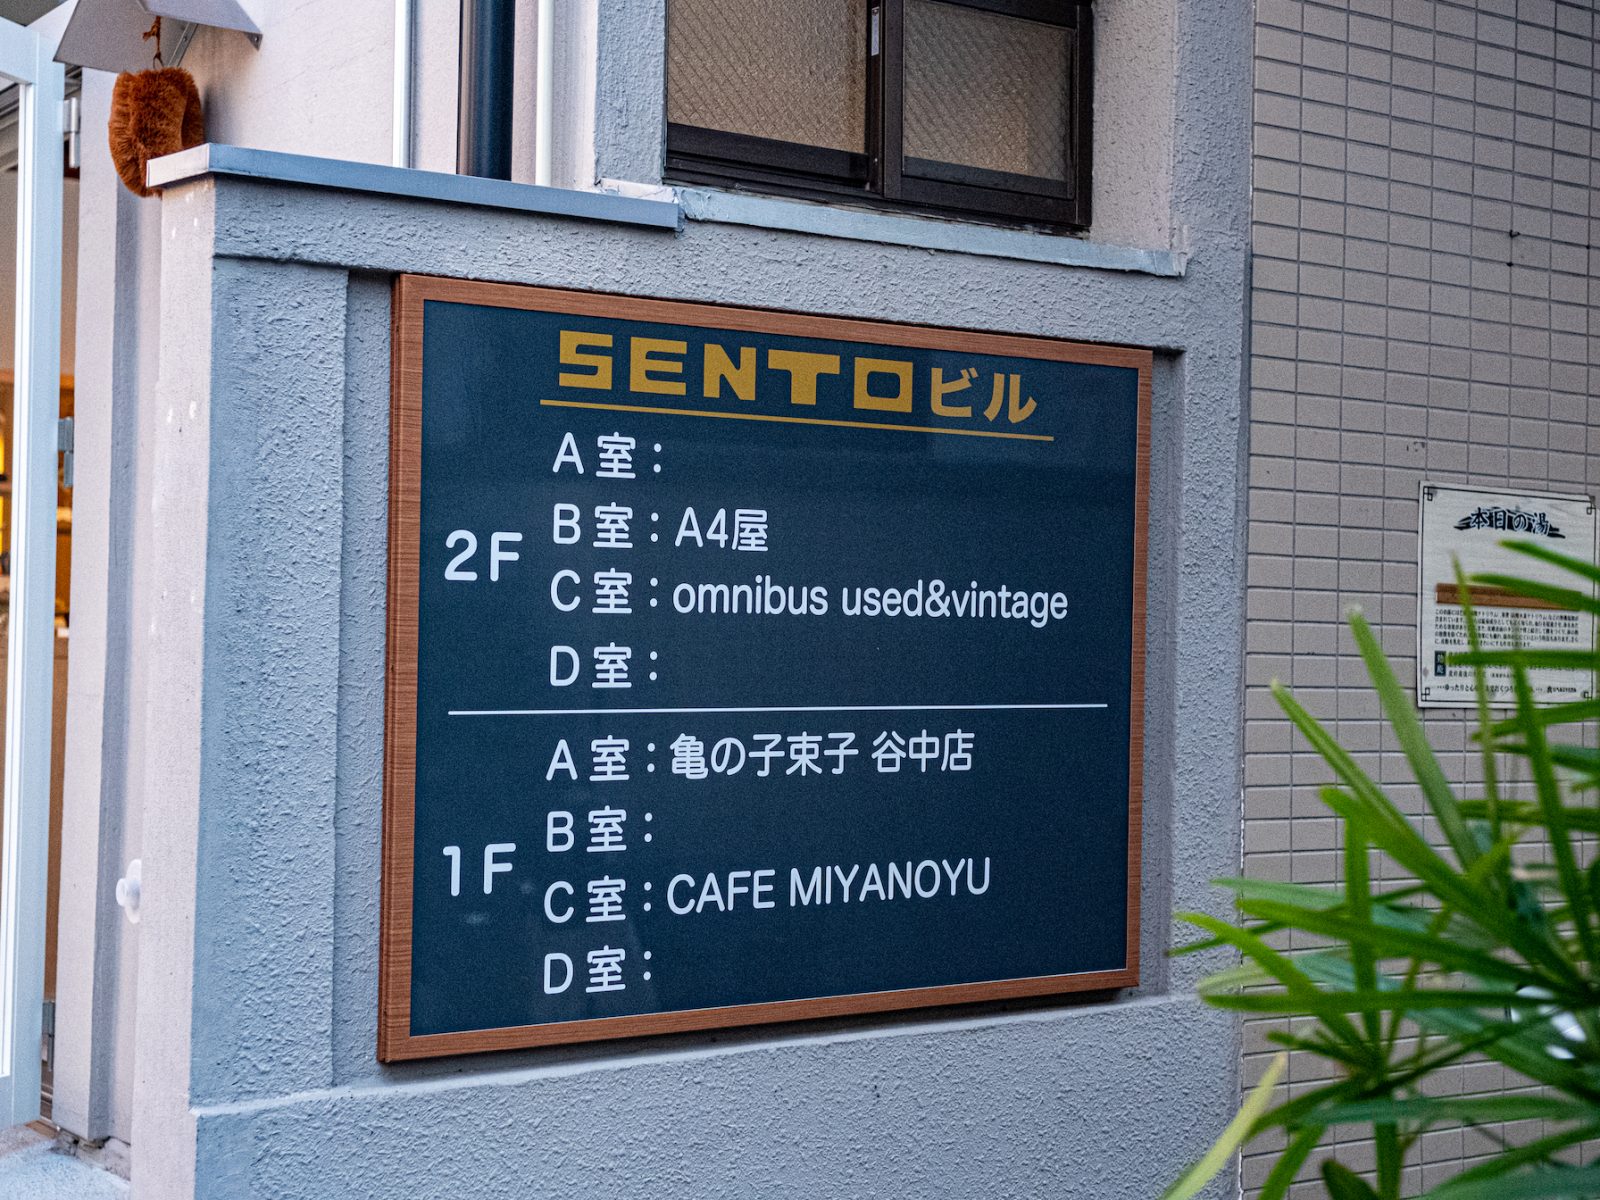 SENTOビル
2F
A室：
B室：A4屋
C室：omnibus used&vintage
D室：
1F
A室：亀の子束子 谷中店
B室：
C室：CAFE MIYANOYU
D室：
本日の湯